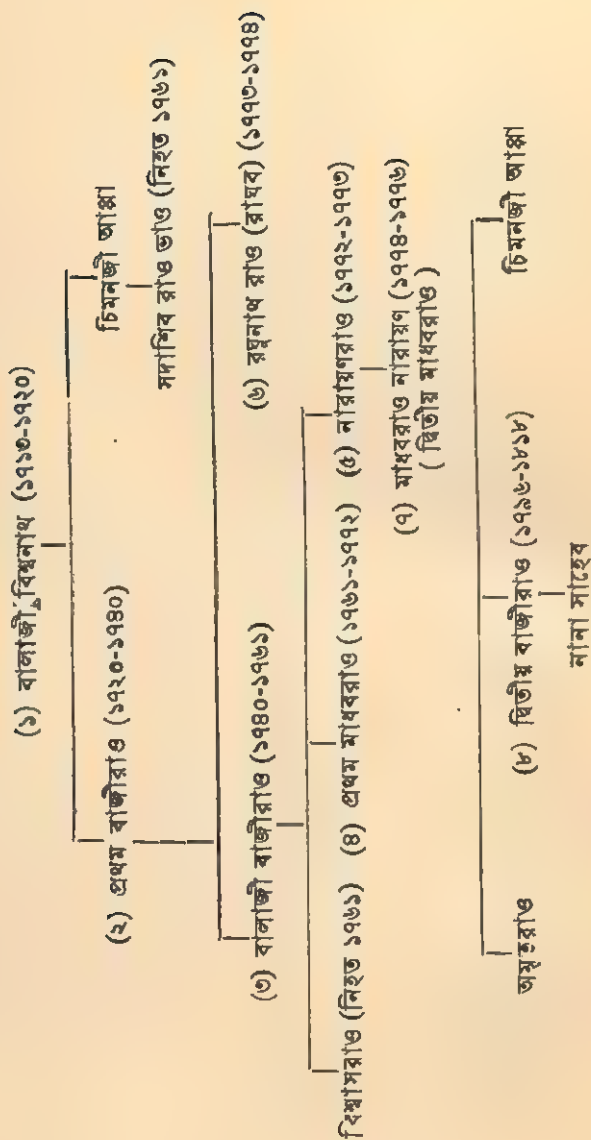 (১) বালাজী বিশ্বনাথ (১৭১৩-১৭২০)
(২) প্রথম বাজীরাও (১৭২০-১৭৪০)
চিমনজী আপ্পা
সদাশিব রাও ভাও (নিহত ১৭৬১)
(৩) বালাজী বাজীরাও (১৭৪০-১৭৬১)
(৬) রঘুনাথ রাও (রাঘব) (১৭৭৩-১৭৭৪)
বিশ্বাসরাও (নিহত ১৭৬১)
(৪) প্রথম মাধবরাও (১৭৬১-১৭৭২)
(৫) নারায়ণরাও (১৭৭২-১৭৭৩)
(৭) মাধবরাও নারায়ণ (১৭৭৪-১৭৭৬)
( দ্বিতীয় মাধবরাও )
অমৃতরাও
(৮) দ্বিতীয় বাজীরাও (১৭৯৬-১৮১৮)
চিমনজী আপ্পা
নানা সাহেব